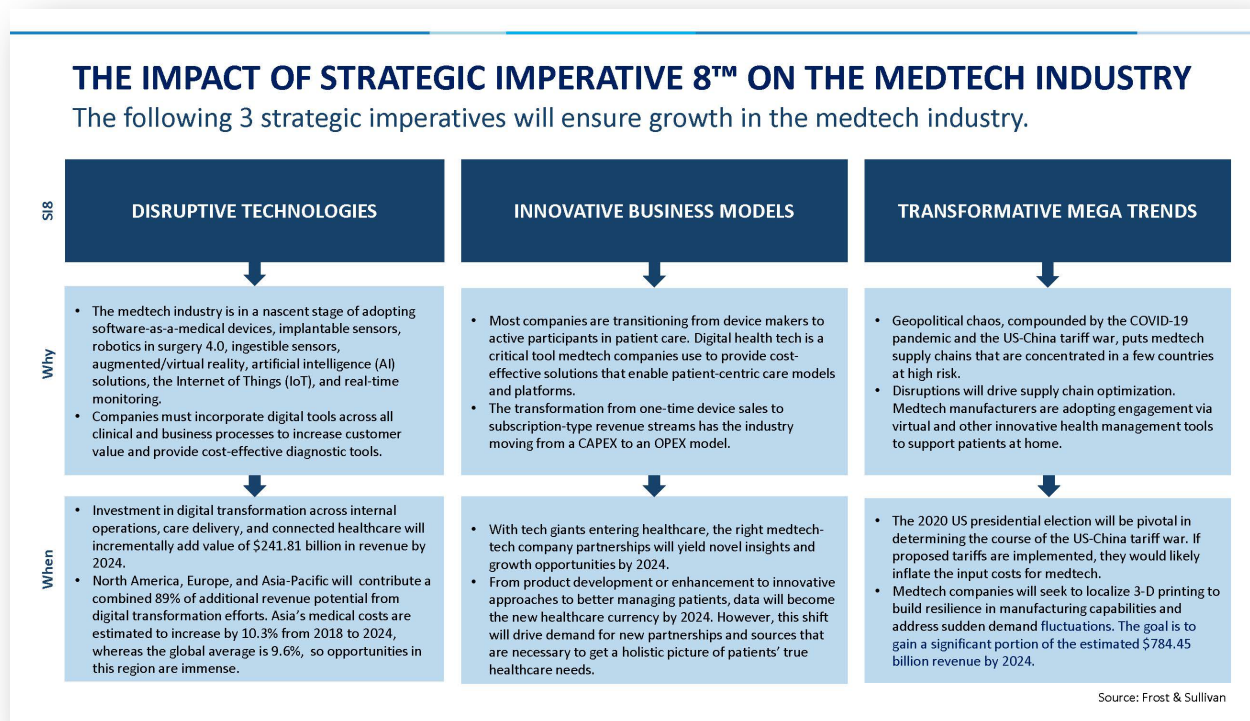 THE IMPACT OF STRATEGIC IMPERATIVE 8™ ON THE MEDTECH INDUSTRY
The following 3 strategic imperatives will ensure growth in the medtech industry.
SI8
DISRUPTIVE TECHNOLOGIES
INNOVATIVE BUSINESS MODELS
TRANSFORMATIVE MEGA TRENDS
Why
• The medtech industry is in a nascent stage of adopting
software-as-a-medical devices, implantable sensors,
robotics in surgery 4.0, ingestible sensors,
augmented/virtual reality, artificial intelligence (AI)
solutions, the Internet of Things (IoT), and real-time
monitoring.
• Companies must incorporate digital tools across all
clinical and business processes to increase customer
value and provide cost-effective diagnostic tools.
• Most companies are transitioning from device makers to
active participants in patient care. Digital health tech is a
critical tool medtech companies use to provide cost-
effective solutions that enable patient-centric care models
and platforms.
• The transformation from one-time device sales to
subscription-type revenue streams has the industry
moving from a CAPEX to an OPEX model.
• Geopolitical chaos, compounded by the COVID-19
pandemic and the US-China tariff war, puts medtech
supply chains that are concentrated in a few countries
at high risk.
• Disruptions will drive supply chain optimization.
Medtech manufacturers are adopting engagement via
virtual and other innovative health management tools
to support patients at home.
When
• Investment in digital transformation across internal
operations, care delivery, and connected healthcare will
incrementally add value of $241.81 billion in revenue by
2024.
• North America, Europe, and Asia-Pacific will contribute a
combined 89% of additional revenue potential from
digital transformation efforts. Asia's medical costs are
estimated to increase by 10.3% from 2018 to 2024,
whereas the global average is 9.6%, so opportunities in
this region are immense.
• With tech giants entering healthcare, the right medtech-
tech company partnerships will yield novel insights and
growth opportunities by 2024.
• From product development or enhancement to innovative
approaches to better managing patients, data will become
the new healthcare currency by 2024. However, this shift
will drive demand for new partnerships and sources that
are necessary to get a holistic picture of patients' true
healthcare needs.
• The 2020 US presidential election will be pivotal in
determining the course of the US-China tariff war. If
proposed tariffs are implemented, they would likely
inflate the input costs for medtech.
• Medtech companies will seek to localize 3-D printing to
build resilience in manufacturing capabilities and
address sudden demand fluctuations. The goal is to
gain a significant portion of the estimated $784.45
billion revenue by 2024.
Source: Frost & Sullivan